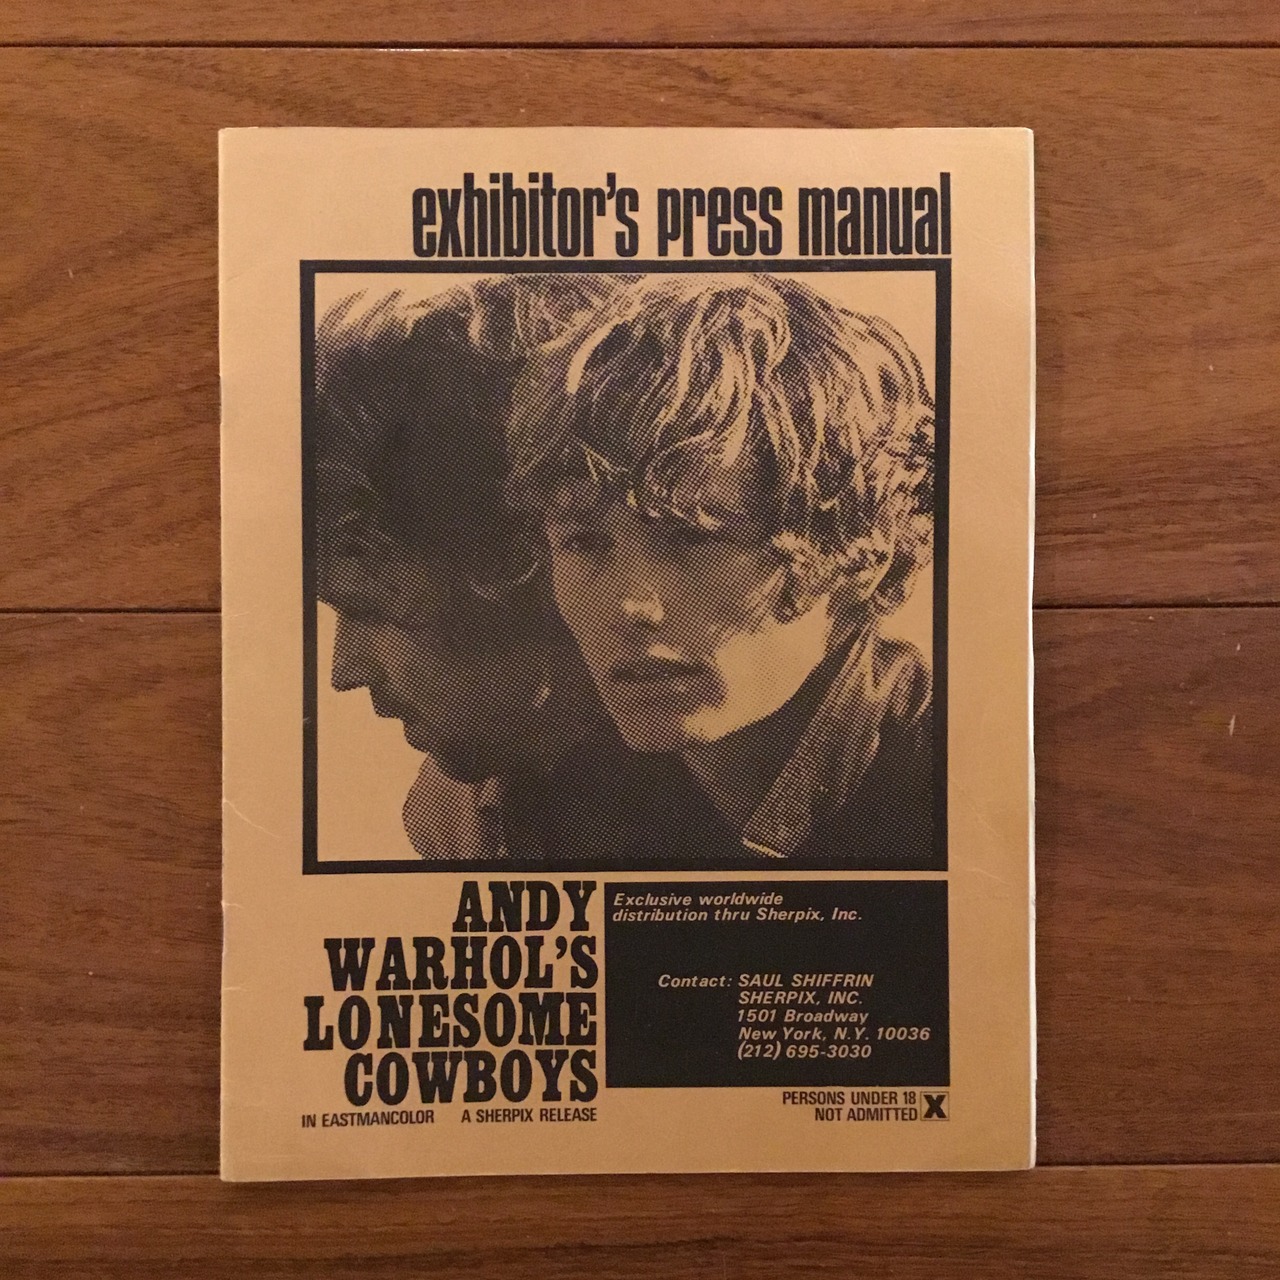 exhibitor's press manual
ANDY
WARHOL'S
LONESOME
COWBOYS
IN EASTMANCOLOR A SHERPIX RELEASE
Exclusive worldwide
distribution thru Sherpix, Inc.
Contact: SAUL SHIFFRIN
SHERPIX, INC.
1501 Broadway
New York, N.Y. 10036
(212) 695-3030
PERSONS UNDER 18
NOT ADMITTED X